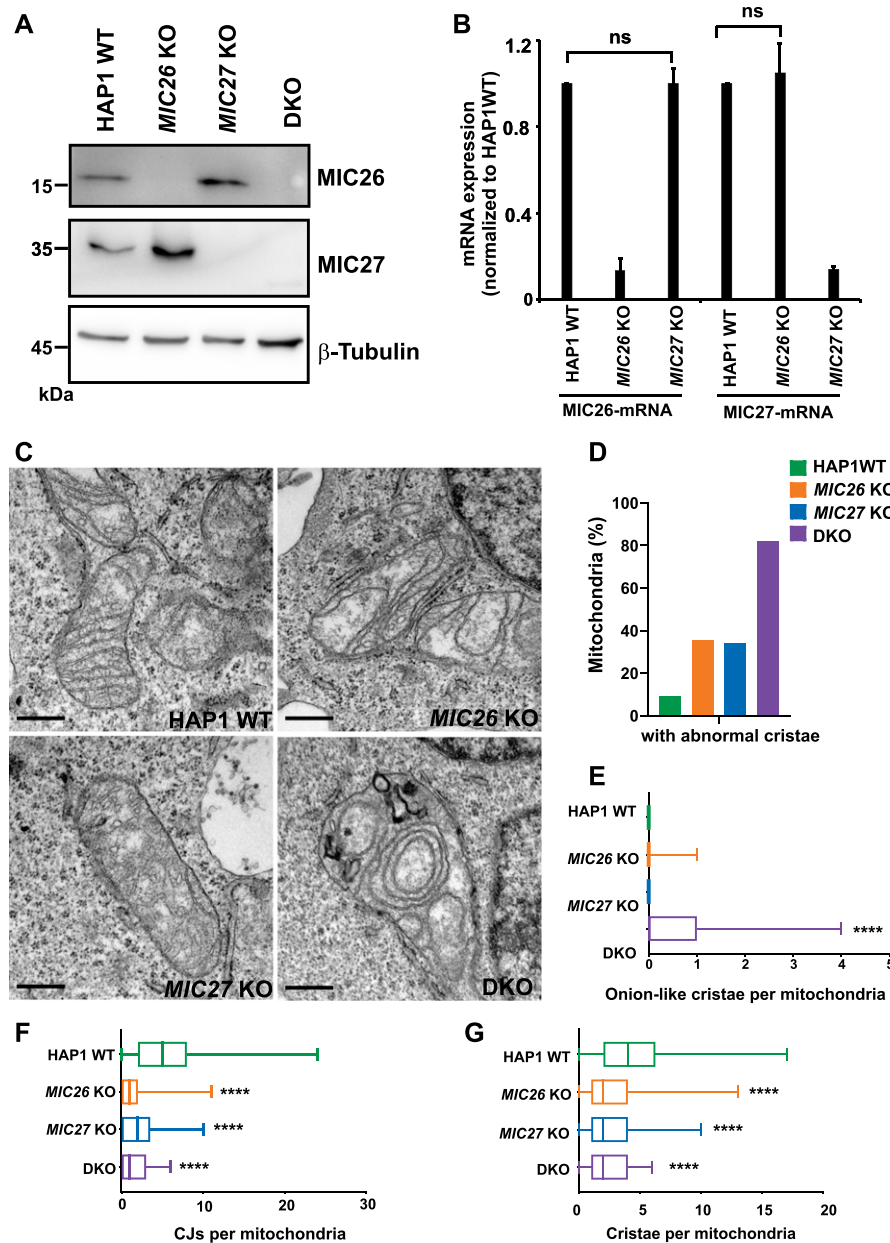 A
HAP1 WT
MIC26 KO
MIC27 KO
DKO
15
MIC26
35
MIC27
45
β-Tubulin
kDa
B
mRNA expression
(normalized to HAP1WT)
ns
ns
1.2
0.8
0.4
0
HAP1 WT
MIC26 KO
MIC27 KO
HAP1 WT
MIC26 KO
MIC27 KO
MIC26-mRNA
MIC27-mRNA
C
HAP1 WT
MIC26 KO
MIC27 KO
DKO
D
HAP1WT
MIC26 KO
MIC27 KO
DKO
Mitochondria (%)
100
80
60
40
20
0
with abnormal cristae
E
HAP1 WT
MIC26 KO
MIC27 KO
DKO
****
0 1 2 3 4 5
Onion-like cristae per mitochondria
F
HAP1 WT
MIC26 KO
****
MIC27 KO
****
DKO
****
0 10 20 30
CJs per mitochondria
G
HAP1 WT
MIC26 KO
****
MIC27 KO
****
DKO
****
0 5 10 15 20
Cristae per mitochondria